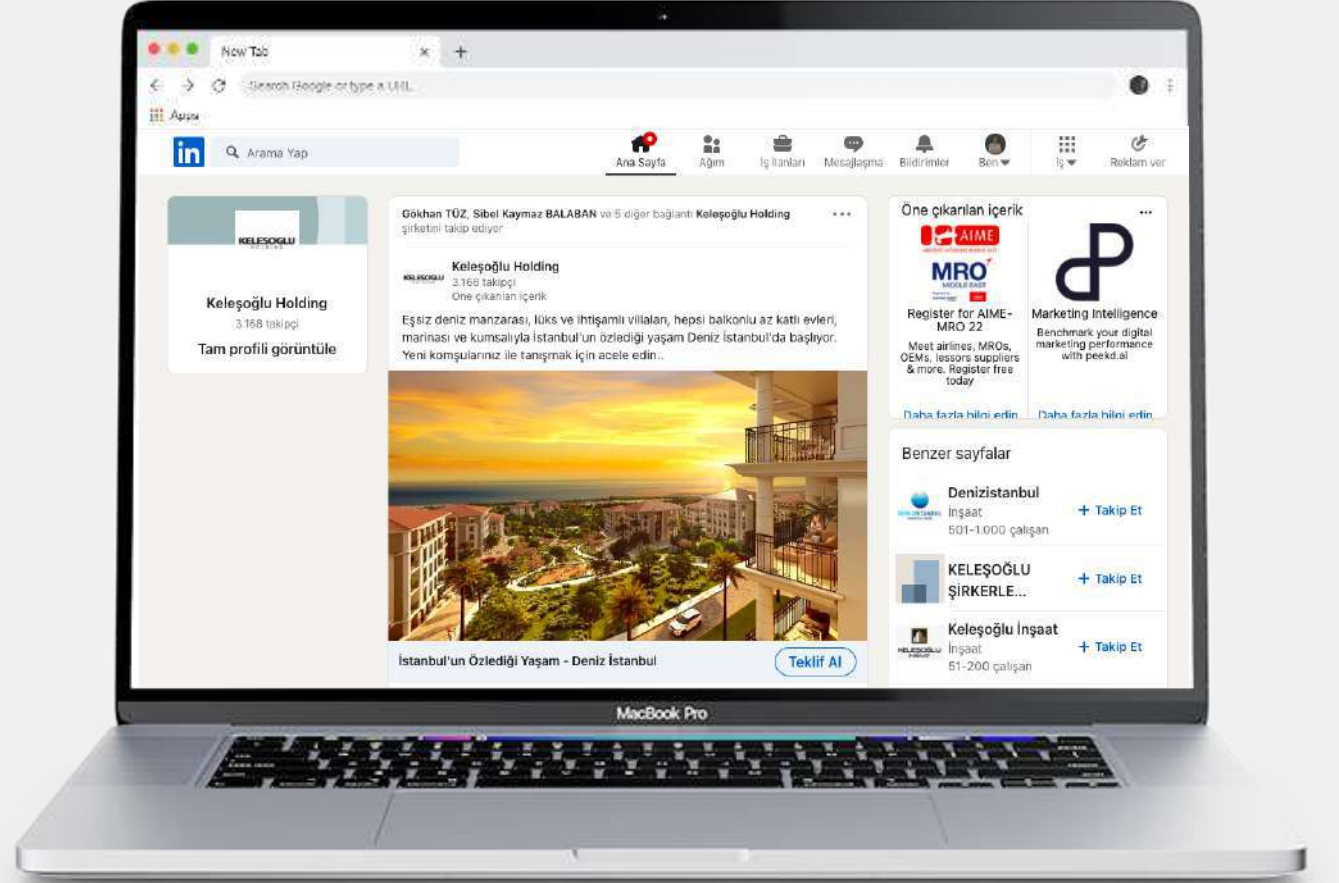 New Tab
Search Google or type a URL
Apps
in
Arama Yap
Ana Sayfa
Ağım
İş İlanları
Mesajlaşma
Bildirimler
Ben
İş
Reklam ver
KELESOGLU
HOLDING
Keleşoğlu Holding
3.168 takipçi
Tam profili görüntüle
Gökhan TÜZ, Sibel Kaymaz BALABAN ve 5 diğer bağlantı Keleşoğlu Holding
şirketini takip ediyor
KELESOGLU
Keleşoğlu Holding
3.168 takipçi
Öne çıkarılan içerik
Eşsiz deniz manzarası, lüks ve ihtişamlı villaları, hepsi balkonlu az katlı evleri,
marinası ve kumsalıyla İstanbul'un özlediği yaşam Deniz İstanbul'da başlıyor.
Yeni komşularınız ile tanışmak için acele edin..
İstanbul'un Özlediği Yaşam - Deniz İstanbul
Teklif Al
Öne çıkarılan içerik
AIME
MRO
MIDDLE EAST
Register for AIME-
MRO 22
Meet airlines, MROs,
OEMs, lessors suppliers
& more. Register free
today
Daha fazla bilgi edin
Marketing Intelligence
Benchmark your digital
marketing performance
with peekd.ai
Daha fazla bilgi edin
Benzer sayfalar
Denizistanbul
İnşaat
501-1.000 çalışan
+ Takip Et
KELEŞOĞLU
ŞİRKERLE...
+ Takip Et
Keleşoğlu İnşaat
İnşaat
51-200 çalışan
+ Takip Et
MacBook Pro